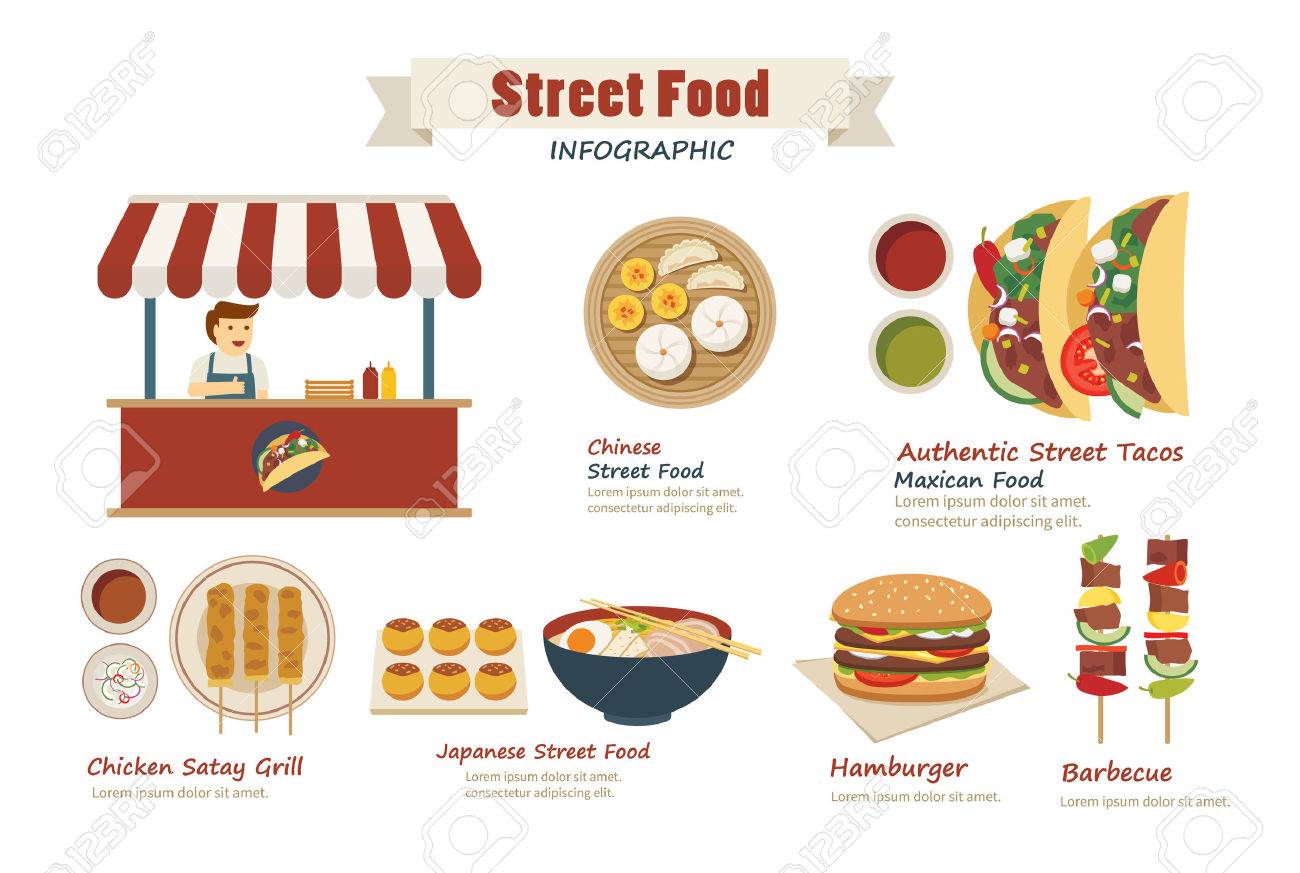 Street Food
INFOGRAPHIC
Chinese
Street Food
Lorem ipsum dolor sit amet.
consectetur adipiscing elit.
Authentic Street Tacos
Maxican Food
Lorem ipsum dolor sit amet.
consectetur adipiscing elit.
Chicken Satay Grill
Lorem ipsum dolor sit amet.
Japanese Street Food
Lorem ipsum dolor sit amet.
consectetur adipiscing elit.
Hamburger
Lorem ipsum dolor sit amet.
Barbecue
Lorem ipsum dolor sit amet.
123RF